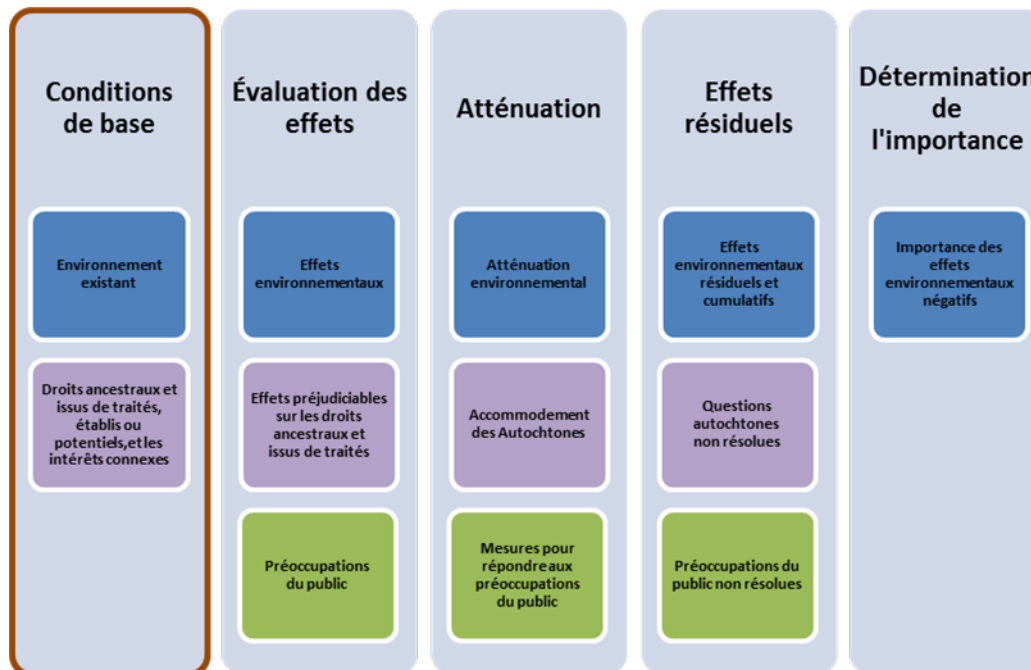 Conditions
de base
Environnement
existant
Droits ancestraux et
issus de traités,
établis ou
potentiels,et les
intérêts connexes
Évaluation des
effets
Effets
environnementaux
Effets préjudiciables
sur les droits
ancestraux et
issus de traités
Préoccupations
du public
Atténuation
Atténuation
environnemental
Accommodement
des Autochtones
Mesures pour
répondre aux
préoccupations
du public
Effets
résiduels
Effets
environnementaux
résiduels et
cumulatifs
Questions
autochtones
non résolues
Préoccupations du
public non résolues
Détermination
de
l'importance
Importance des
effets
environnementaux
négatifs